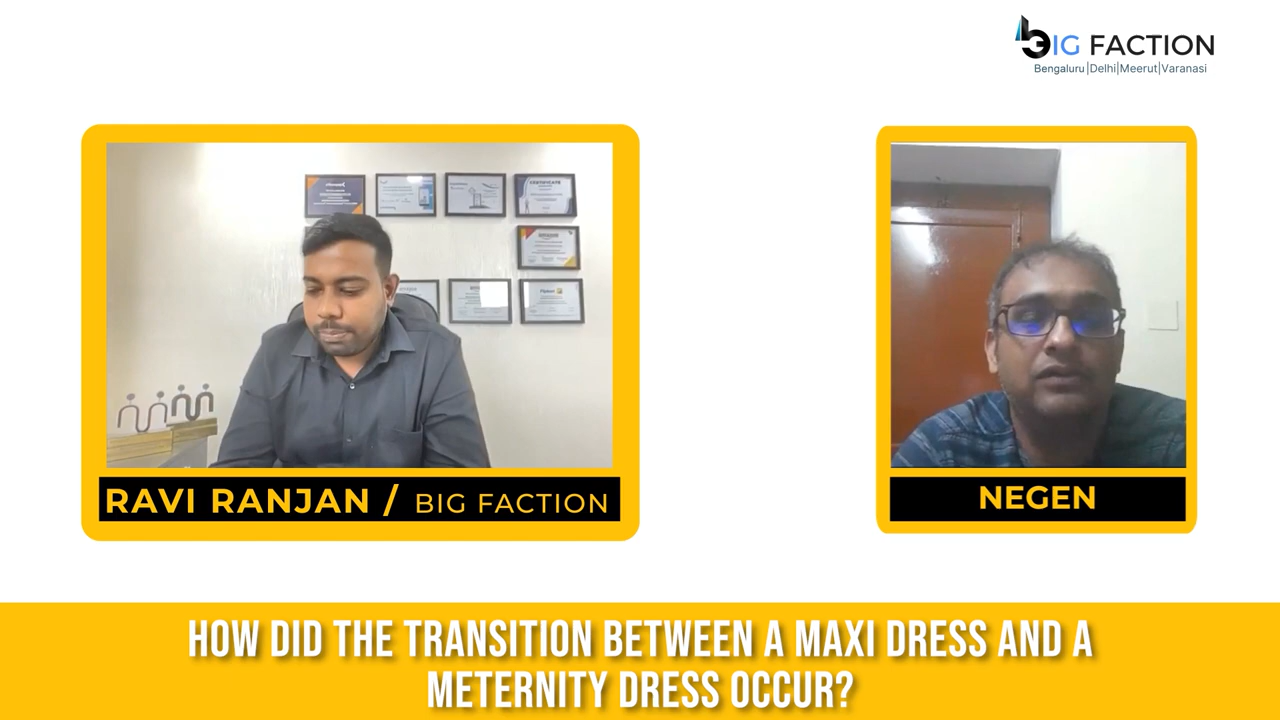 BIG FACTION
Bengaluru|Delhi|Meerut|Varanasi
CERTIFICATE
RAVI RANJAN / BIG FACTION
NEGEN
HOW DID THE TRANSITION BETWEEN A MAXI DRESS AND A
METERNITY DRESS OCCUR?